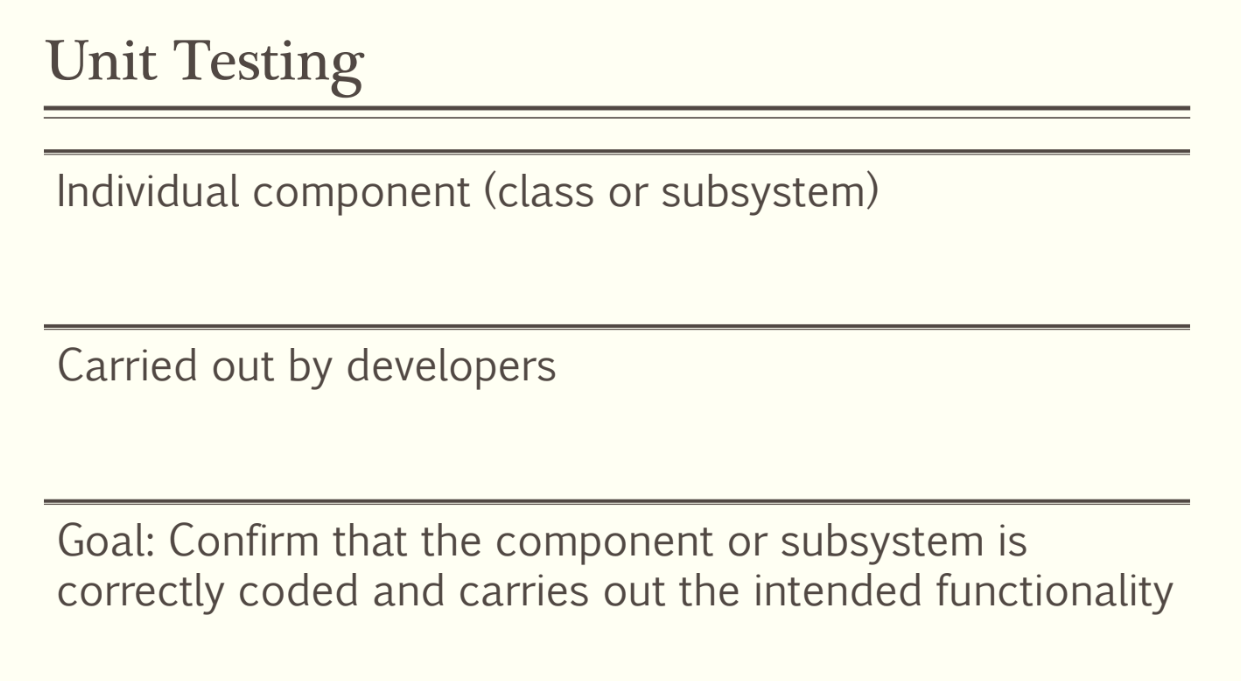 Unit Testing
Individual component (class or subsystem)
Carried out by developers
Goal: Confirm that the component or subsystem is
correctly coded and carries out the intended functionality